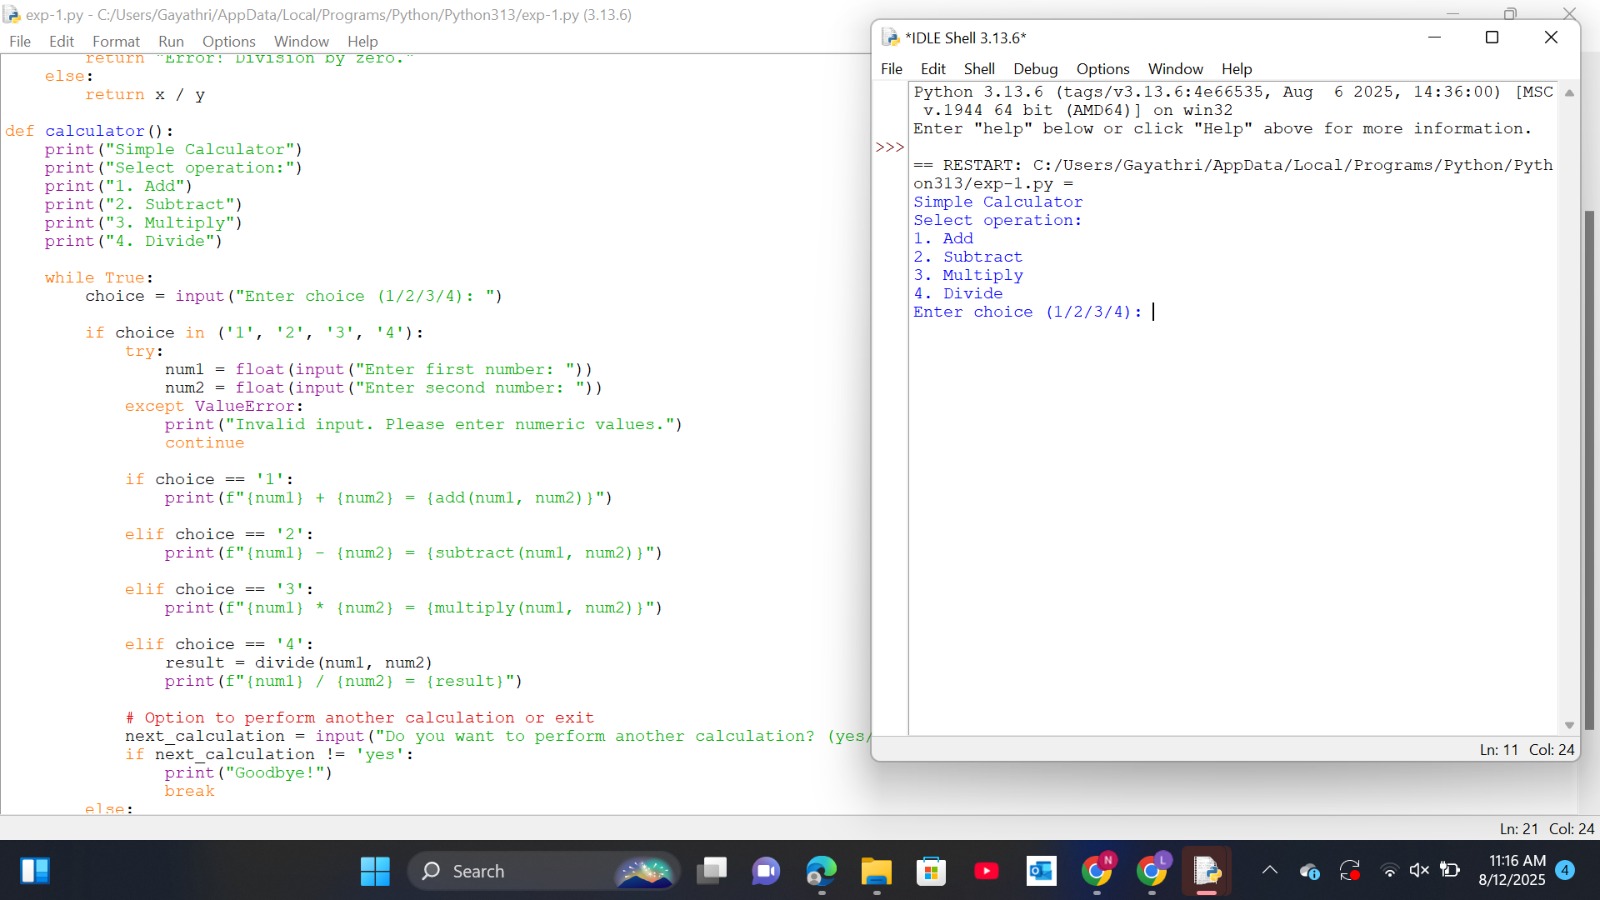 exp-1.py - C:/Users/Gayathri/AppData/Local/Programs/Python/Python313/exp-1.py (3.13.6)
File Edit Format Run Options Window Help
return "Error! Division by zero."
else:
return x / y
def calculator():
print("Simple Calculator")
print("Select operation:")
print("1. Add")
print("2. Subtract")
print("3. Multiply")
print("4. Divide")
while True:
choice = input("Enter choice (1/2/3/4): ")
if choice in ('1', '2', '3', '4'):
try:
num1 = float(input("Enter first number: "))
num2 = float(input("Enter second number: "))
except ValueError:
print("Invalid input. Please enter numeric values.")
continue
if choice == '1':
print(f"{num1} + {num2} = {add(num1, num2)}")
elif choice == '2':
print(f"{num1} - {num2} = {subtract(num1, num2)}")
elif choice == '3':
print(f"{num1} * {num2} = {multiply(num1, num2)}")
elif choice == '4':
result = divide(num1, num2)
print(f"{num1} / {num2} = {result}")
# Option to perform another calculation or exit
next_calculation = input("Do you want to perform another calculation? (yes/
if next_calculation != 'yes':
print("Goodbye!")
break
else:
Ln: 21 Col: 24
*IDLE Shell 3.13.6*
File Edit Shell Debug Options Window Help
Python 3.13.6 (tags/v3.13.6:4e66535, Aug  6 2025, 14:36:00) [MSC
v.1944 64 bit (AMD64)] on win32
Enter "help" below or click "Help" above for more information.
>>>
== RESTART: C:/Users/Gayathri/AppData/Local/Programs/Python/Pyth
on313/exp-1.py =
Simple Calculator
Select operation:
1. Add
2. Subtract
3. Multiply
4. Divide
Enter choice (1/2/3/4):
Ln: 11 Col: 24
Search
N
L
11:16 AM
8/12/2025
4